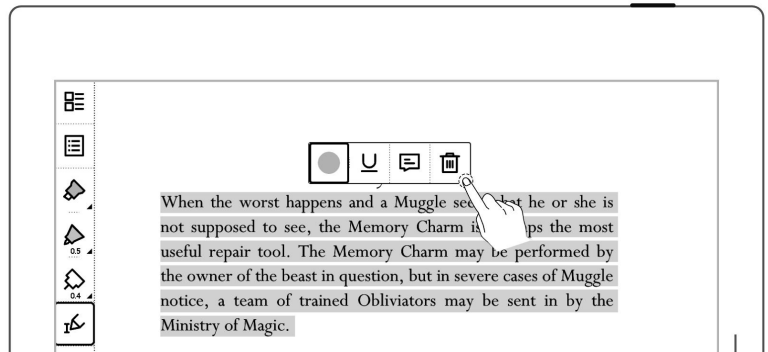 0.5
0.4
When the worst happens and a Muggle sees he or she is
not supposed to see, the Memory Charm the most
useful repair tool. The Memory Charm may be performed by
the owner of the beast in question, but in severe cases of Muggle
notice, a team of trained Obliviators may be sent in by the
Ministry of Magic.